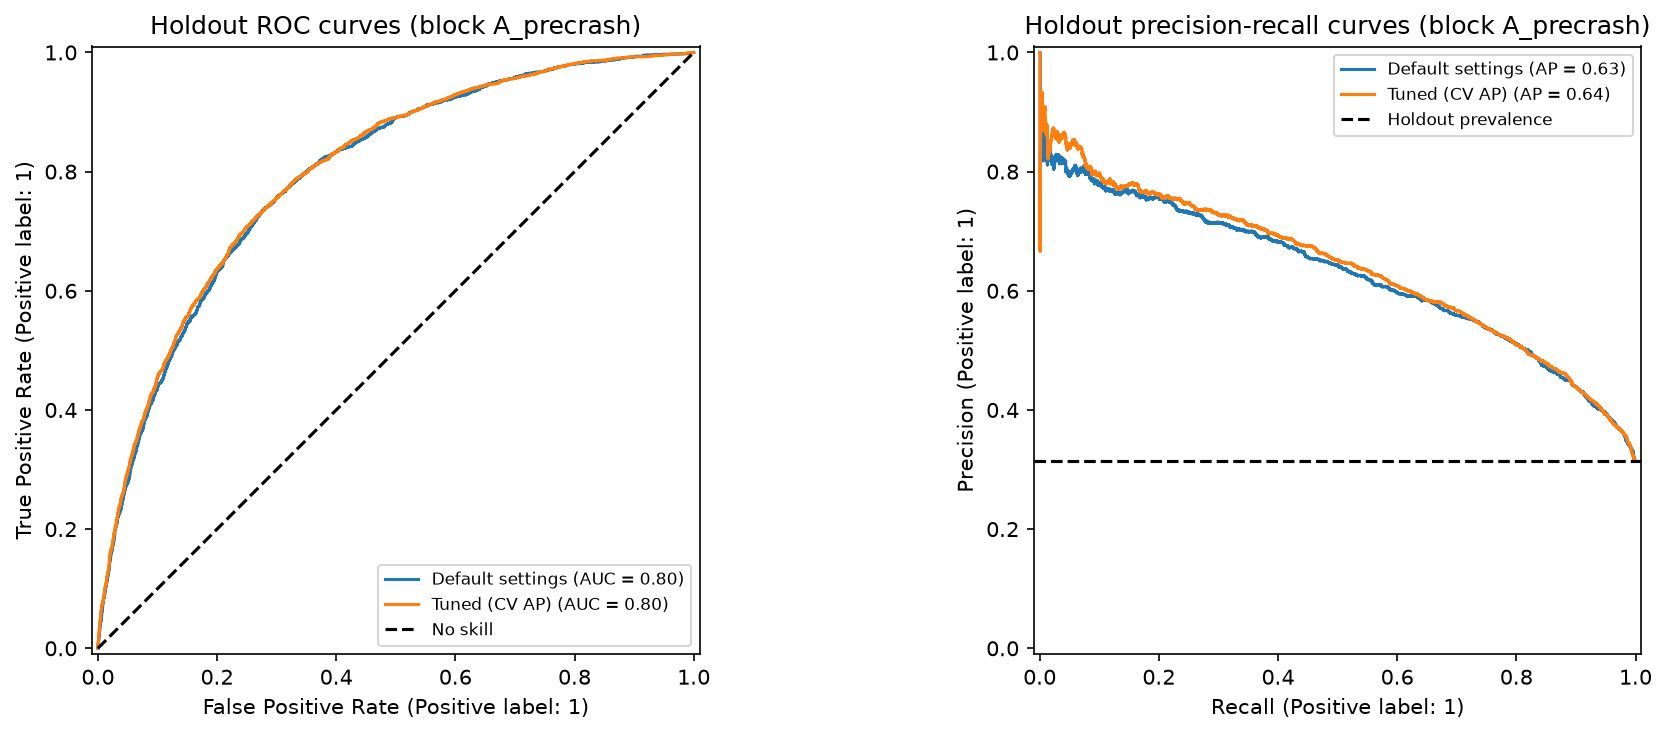 Holdout ROC curves (block A_precrash)
1.0
0.8
0.6
0.4
0.2
0.0
True Positive Rate (Positive label: 1)
Default settings (AUC = 0.80)
Tuned (CV AP) (AUC = 0.80)
No skill
0.0 0.2 0.4 0.6 0.8 1.0
False Positive Rate (Positive label: 1)
Holdout precision-recall curves (block A_precrash)
1.0
0.8
0.6
0.4
0.2
0.0
Precision (Positive label: 1)
Default settings (AP = 0.63)
Tuned (CV AP) (AP = 0.64)
Holdout prevalence
0.0 0.2 0.4 0.6 0.8 1.0
Recall (Positive label: 1)